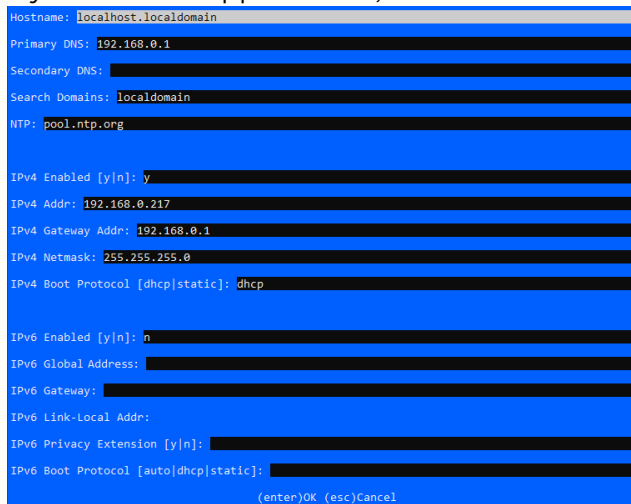 Hostname: localhost.localdomain
Primary DNS: 192.168.0.1
Secondary DNS:
Search Domains: localdomain
NTP: pool.ntp.org
IPv4 Enabled [y|n]: y
IPv4 Addr: 192.168.0.217
IPv4 Gateway Addr: 192.168.0.1
IPv4 Netmask: 255.255.255.0
IPv4 Boot Protocol [dhcp|static]: dhcp
IPv6 Enabled [y|n]: n
IPv6 Global Address:
IPv6 Gateway:
IPv6 Link-Local Addr:
IPv6 Privacy Extension [y|n]:
IPv6 Boot Protocol [auto|dhcp|static]:
(enter)OK (esc)Cancel